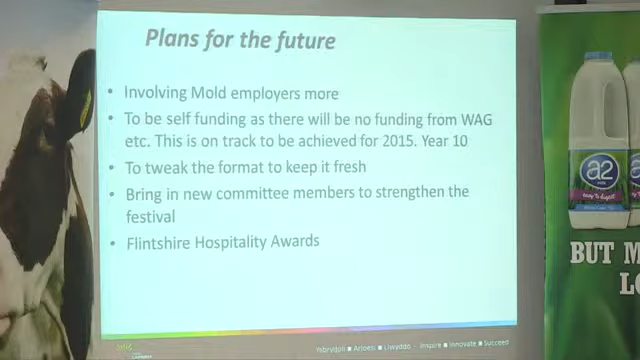 Plans for the future
• Involving Mold employers more
• To be self funding as there will be no funding from WAG
etc. This is on track to be achieved for 2015. Year 10
• To tweak the format to keep it fresh
• Bring in new committee members to strengthen the
festival
• Flintshire Hospitality Awards
Ysbrydoli ■ Arloesi ■ Llwyddo - Inspire ■ Innovate ■ Succeed
a2
easy to digest
BUT M
LO